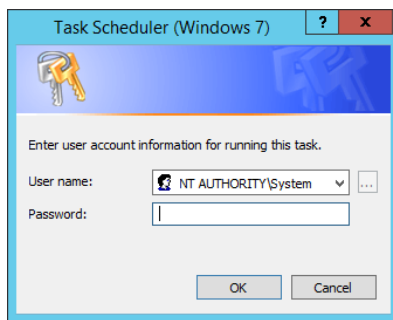 Task Scheduler (Windows 7) ? x
Enter user account information for running this task.
User name: NT AUTHORITY\System ...
Password:
OK Cancel